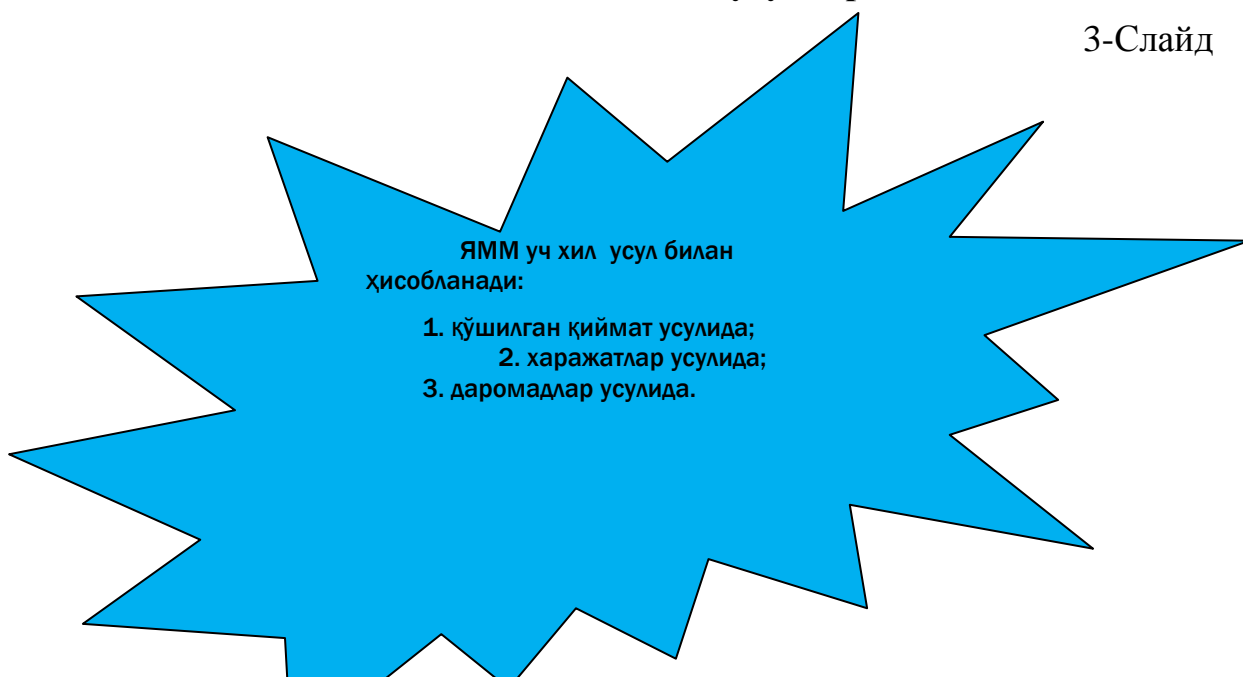 3-Слайд
ЯММ уч хил усул билан
ҳисобланади:
1. қўшилган қиймат усулида;
2. харажатлар усулида;
3. даромадлар усулида.